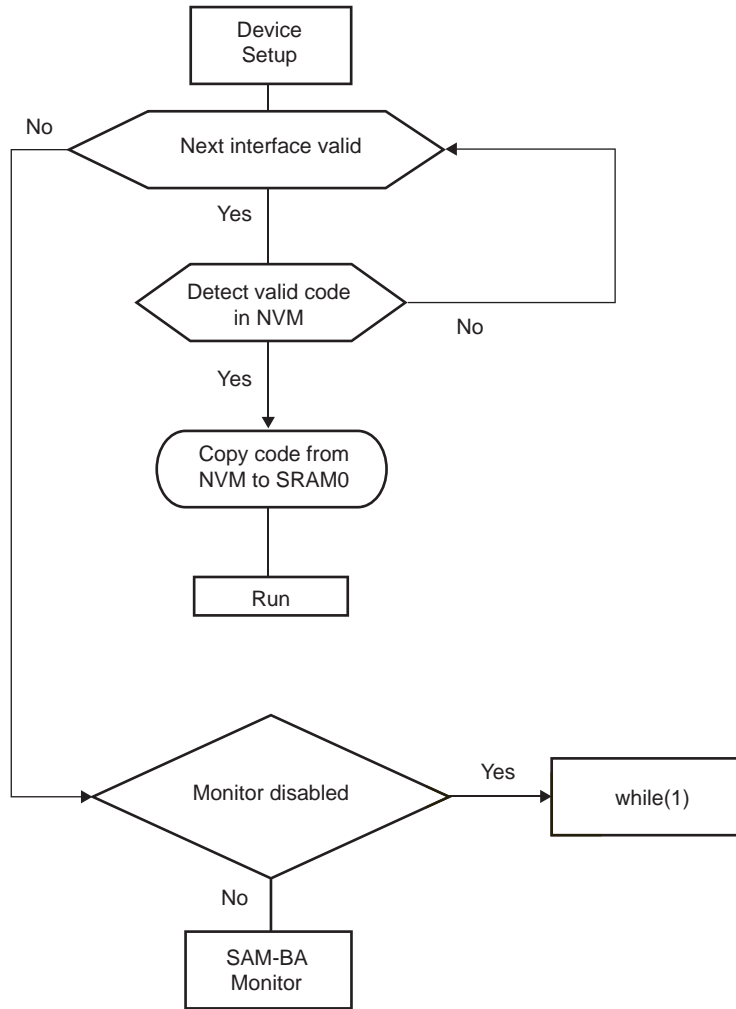 Device
Setup
No
Next interface valid
Yes
Detect valid code
in NVM
No
Yes
Copy code from
NVM to SRAM0
Run
Monitor disabled
Yes
while(1)
No
SAM-BA
Monitor